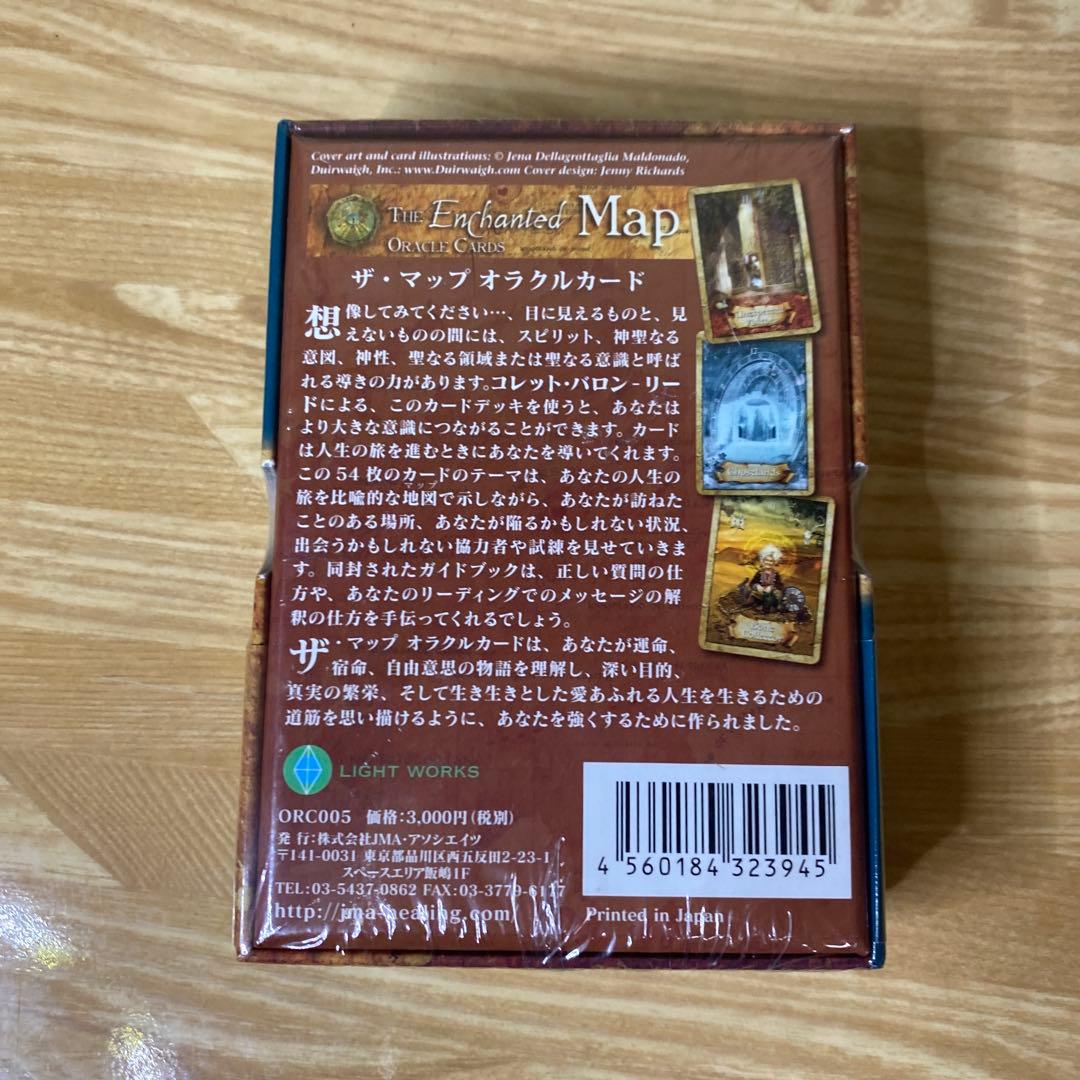 Cover art and card illustrations: © Jena Dellagrottaglia Maldonado,
Duirwaigh, Inc.: www.Duirwaigh.com Cover design: Jenny Richards
THE Enchanted Map
ORACLE CARDS
ザ・マップ オラクルカード
想像してみてください…、目に見えるものと、見
えないものの間には、スピリット、神聖なる
意図、神性、聖なる領域または聖なる意識と呼ば
れる導きの力があります。コレット・バロン－リー
ドによる、このカードデッキを使うと、あなたは
より大きな意識につながることができます。カード
は人生の旅を進むときにあなたを導いてくれます。
この54枚のカードのテーマは、あなたの人生の
マップ
旅を比喩的な地図で示しながら、あなたが訪ねた
ことのある場所、あなたが陥るかもしれない状況、
出会うかもしれない協力者や試練を見せていきま
す。同封されたガイドブックは、正しい質問の仕
方や、あなたのリーディングでのメッセージの解
釈の仕方を手伝ってくれるでしょう。
ザ・マップ オラクルカードは、あなたが運命、
宿命、自由意思の物語を理解し、深い目的、
真実の繁栄、そして生き生きとした愛あふれる人生を生きるための
道筋を思い描けるように、あなたを強くするために作られました。
LIGHT WORKS
ORC005 価格:3,000円(税別)
発 行:株式会社JMA・アソシエイツ
〒141-0031 東京都品川区西五反田2-23-1
スペースエリア飯嶋1F
TEL:03-5437-0862 FAX:03-3779-6127
http://jma-healing.com/
4 560184 323945
Printed in Japan